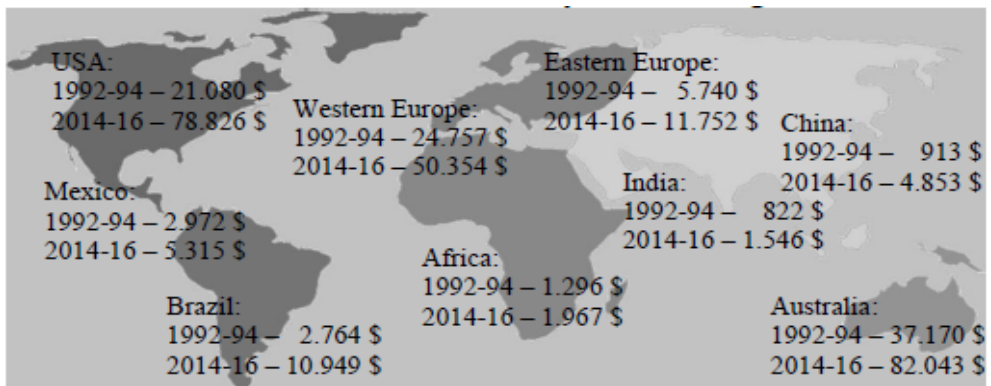 USA:
1992-94 – 21.080 $
2014-16 – 78.826 $
Western Europe:
1992-94 – 24.757 $
2014-16 – 50.354 $
Eastern Europe:
1992-94 – 5.740 $
2014-16 – 11.752 $
China:
1992-94 – 913 $
2014-16 – 4.853 $
Mexico:
1992-94 – 2.972 $
2014-16 – 5.315 $
India:
1992-94 – 822 $
2014-16 – 1.546 $
Africa:
1992-94 – 1.296 $
2014-16 – 1.967 $
Brazil:
1992-94 – 2.764 $
2014-16 – 10.949 $
Australia:
1992-94 – 37.170 $
2014-16 – 82.043 $